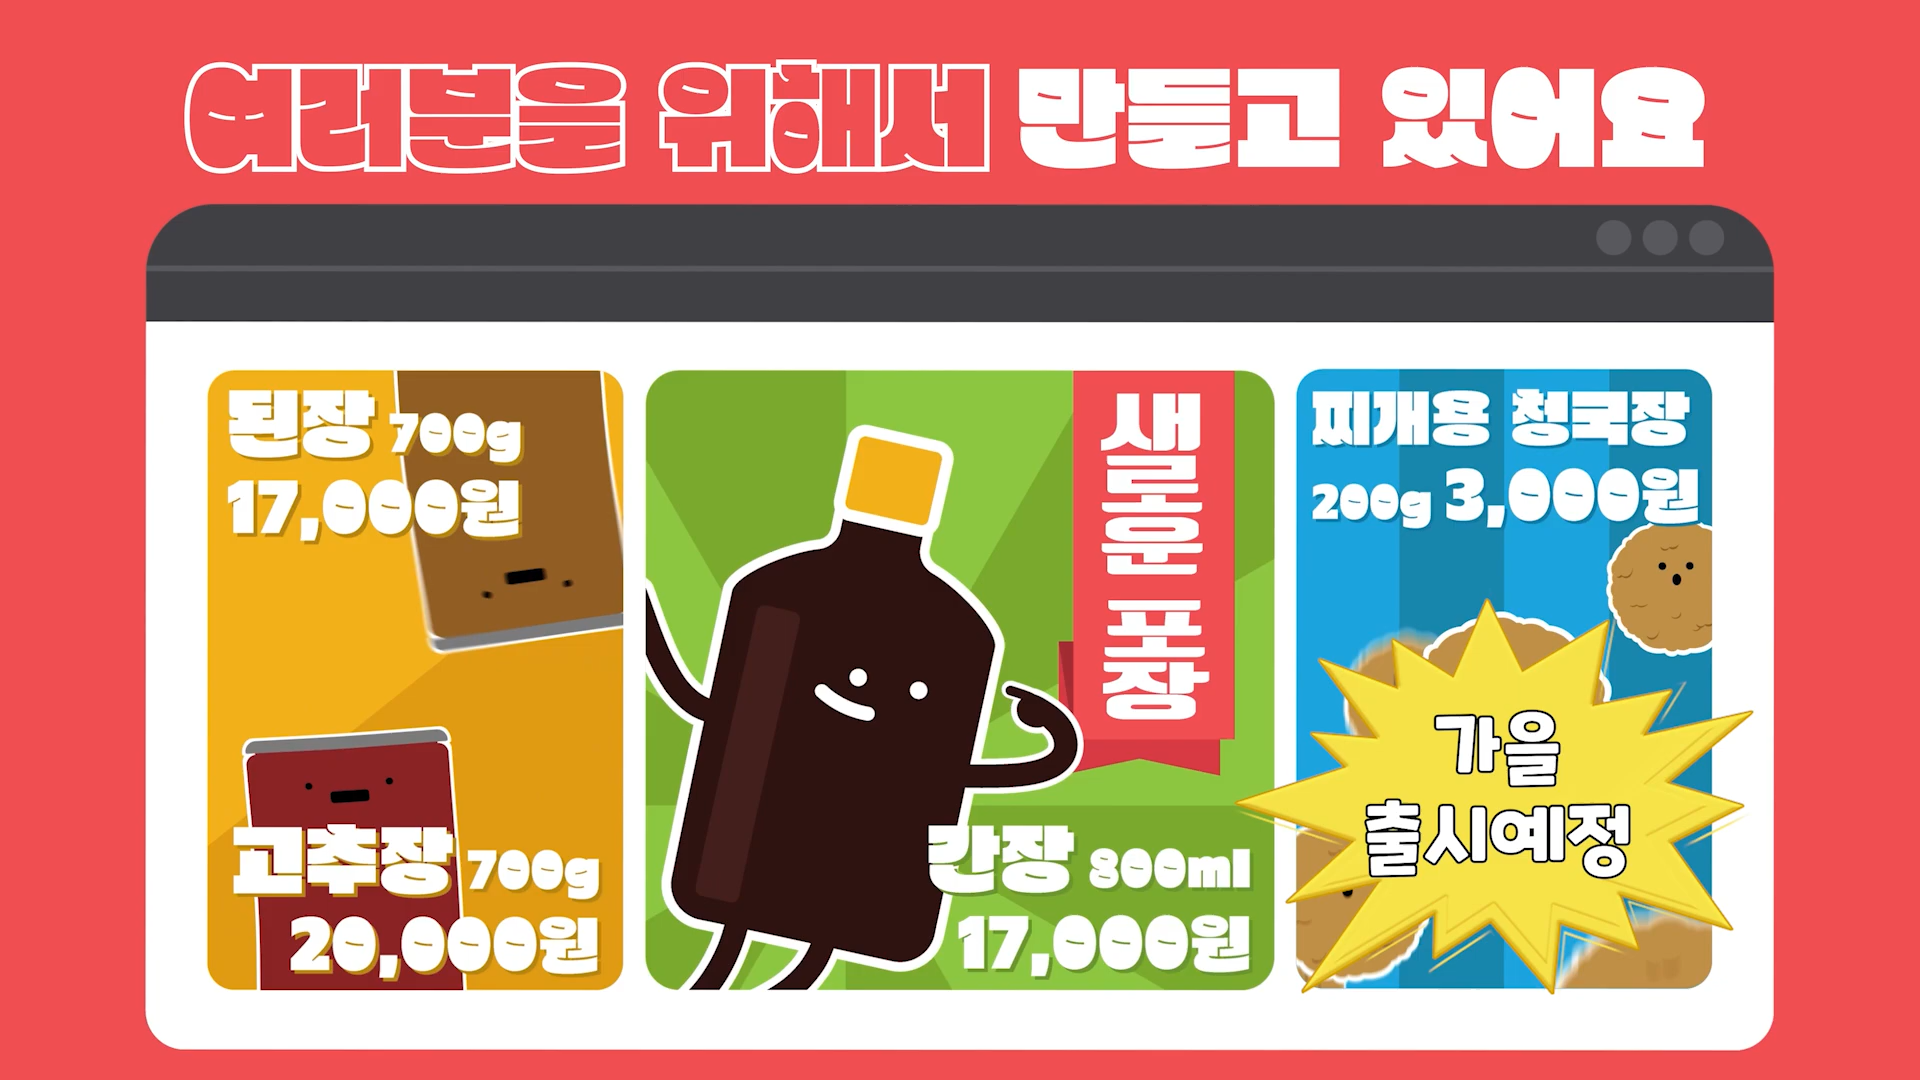 여러분을 위해서 만들고 있어요
된장 700g
17,000원
고추장 700g
20,000원
새로운 포장
간장 800ml
17,000원
찌개용 청국장
200g 3,000원
가을
출시예정